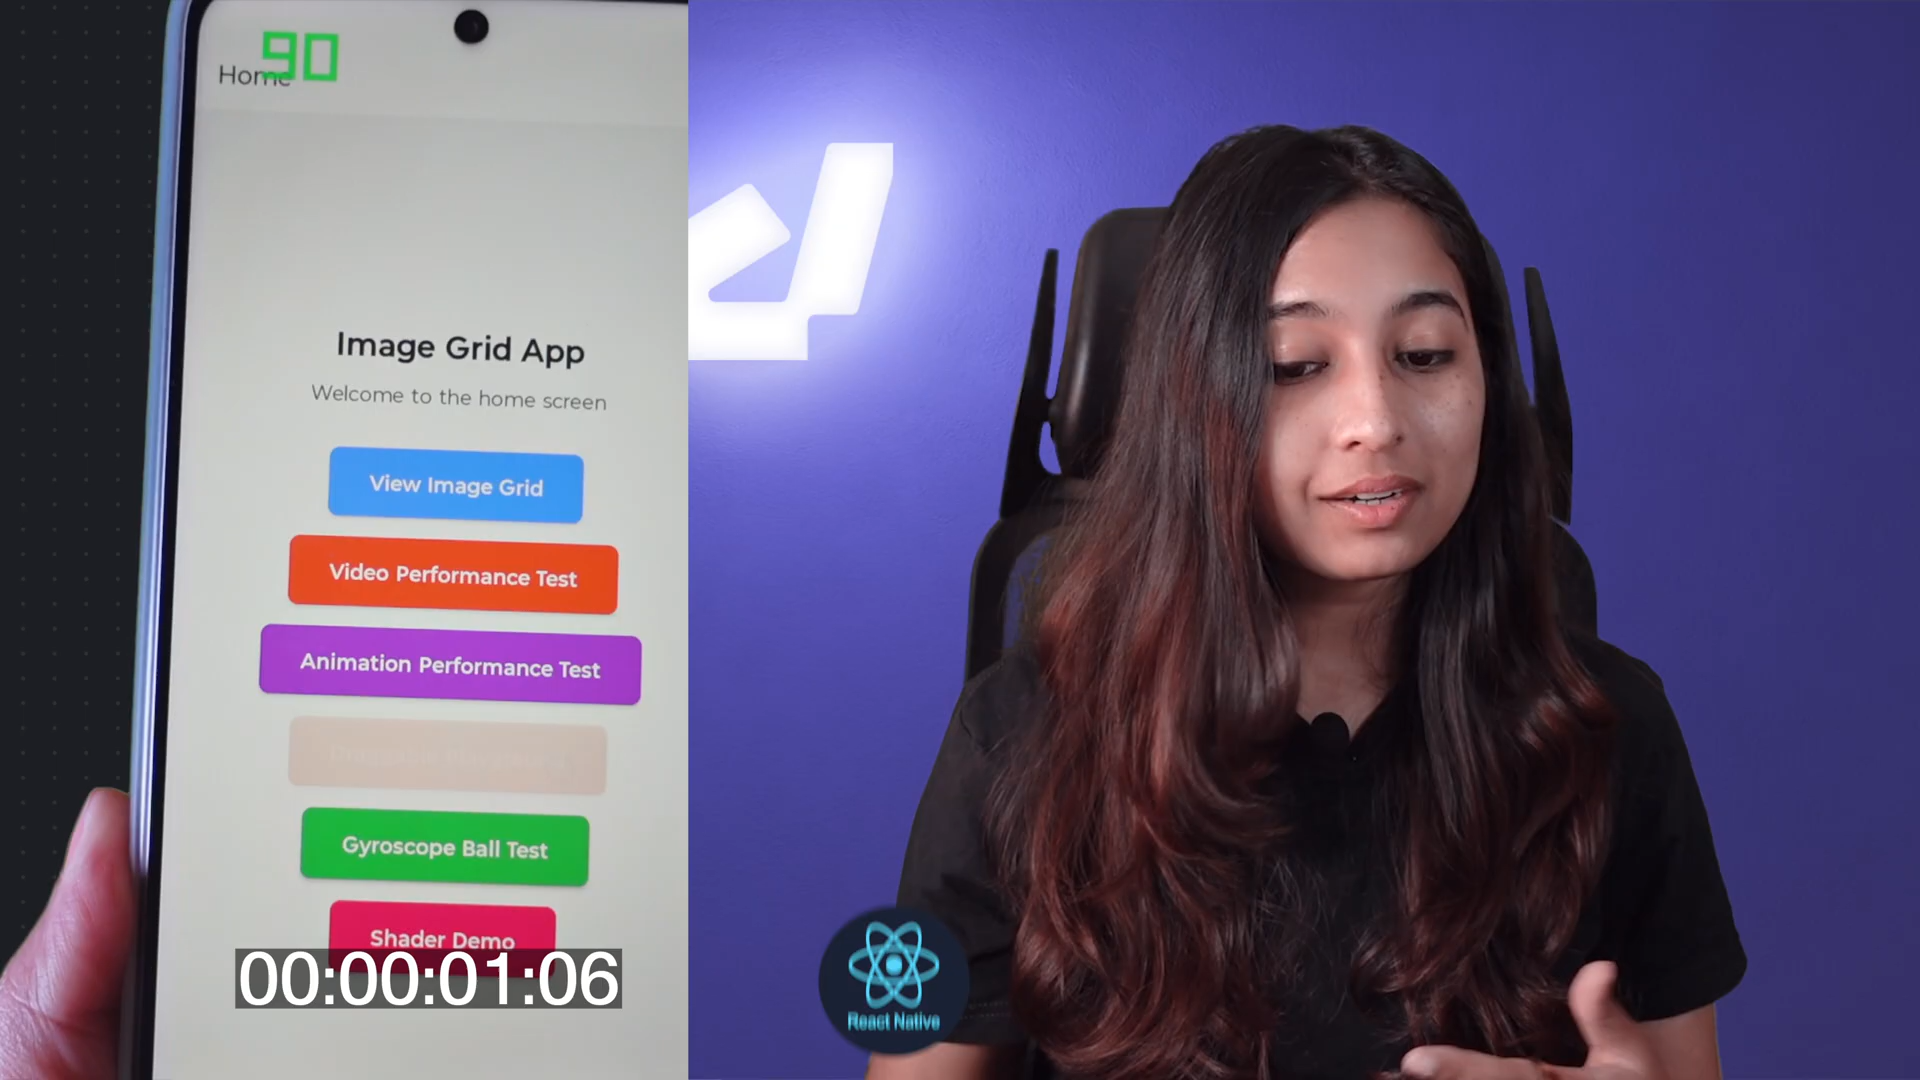 90
Home
Image Grid App
Welcome to the home screen
View Image Grid
Video Performance Test
Animation Performance Test
Gyroscope Ball Test
Shader Demo
00:00:01:06
React Native